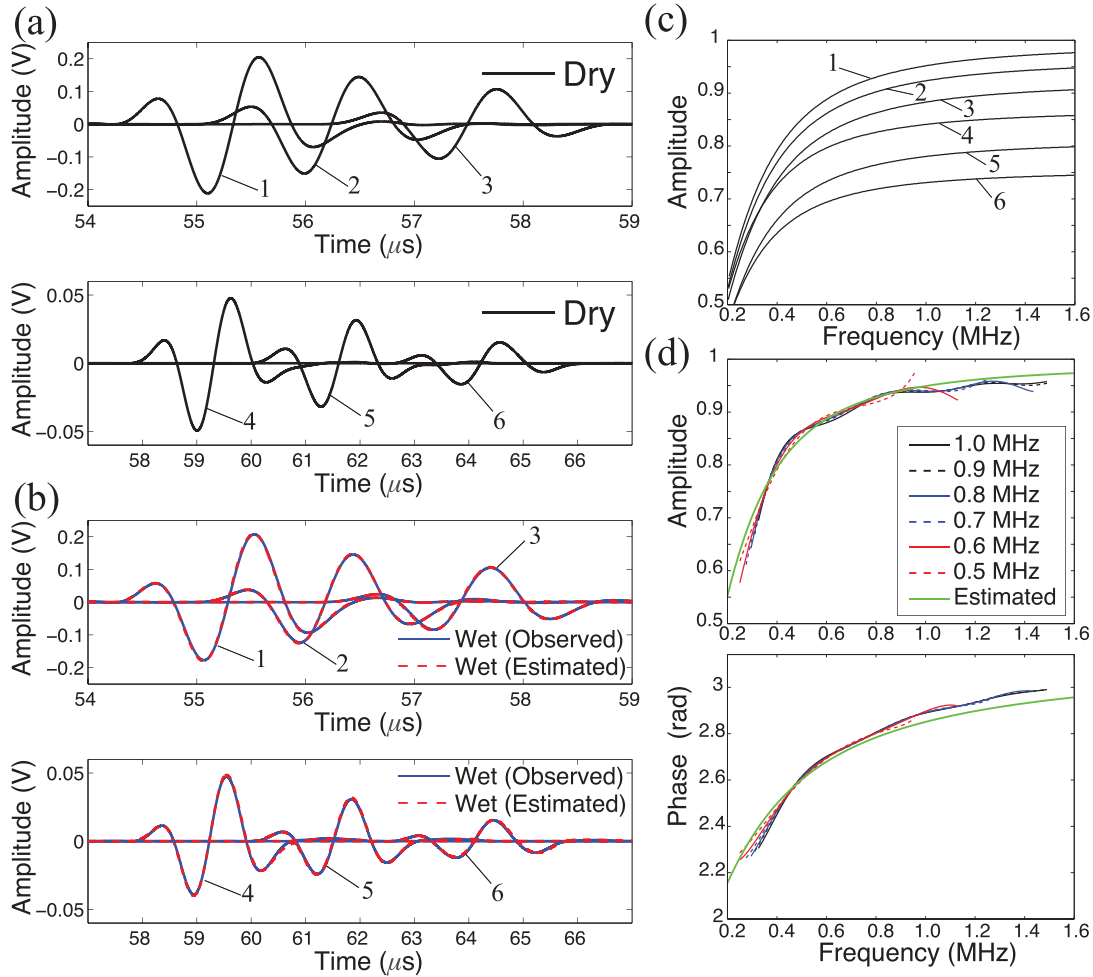 (a)
Amplitude (V)
0.2
0.1
0
-0.1
-0.2
Dry
1
2
3
54 55 56 57 58 59
Time (μs)
Amplitude (V)
0.05
0
-0.05
Dry
4
5
6
58 59 60 61 62 63 64 65 66
Time (μs)
(b)
Amplitude (V)
0.2
0.1
0
-0.1
-0.2
3
1
2
Wet (Observed)
Wet (Estimated)
54 55 56 57 58 59
Time (μs)
Amplitude (V)
0.05
0
-0.05
Wet (Observed)
Wet (Estimated)
4
5
6
58 59 60 61 62 63 64 65 66
Time (μs)
(c)
Amplitude
1
0.9
0.8
0.7
0.6
0.5
1
2
3
4
5
6
0.2 0.4 0.6 0.8 1.0 1.2 1.4 1.6
Frequency (MHz)
(d)
Amplitude
1
0.9
0.8
0.7
0.6
0.5
1.0 MHz
0.9 MHz
0.8 MHz
0.7 MHz
0.6 MHz
0.5 MHz
Estimated
0.2 0.4 0.6 0.8 1.0 1.2 1.4 1.6
Phase (rad)
3
2.8
2.6
2.4
2.2
2
0.2 0.4 0.6 0.8 1.0 1.2 1.4 1.6
Frequency (MHz)